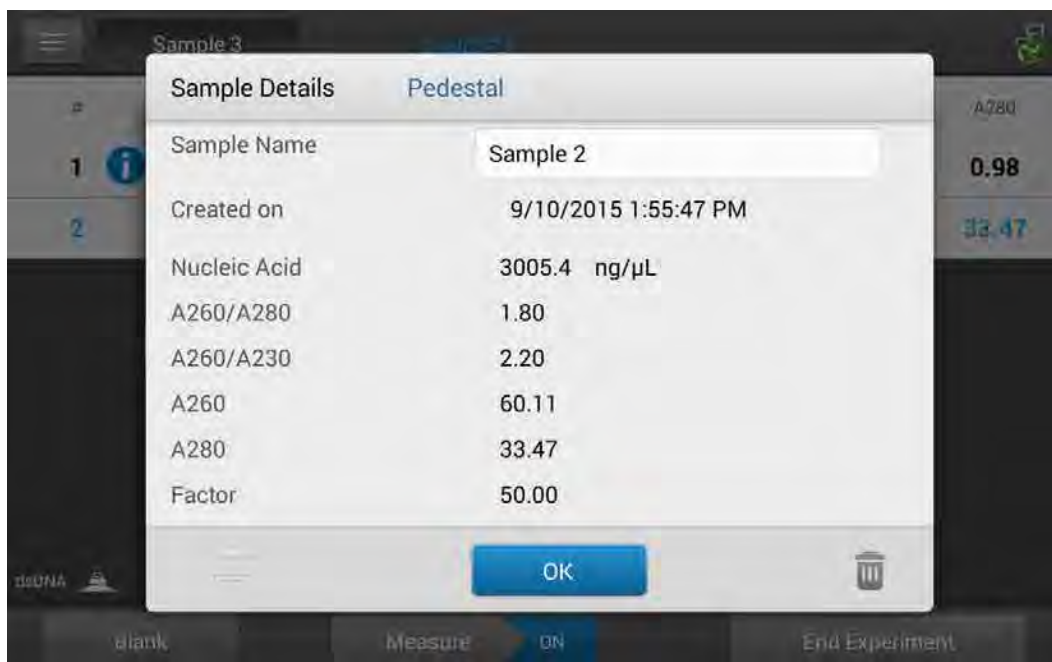 Sample 3
Sample Details Pedestal
# A280
Sample Name Sample 2
1 i 0.98
Created on 9/10/2015 1:55:47 PM
2 33.47
Nucleic Acid 3005.4 ng/µL
A260/A280 1.80
A260/A230 2.20
A260 60.11
A280 33.47
Factor 50.00
OK
dsDNA
Blank Measure ON End Experiment